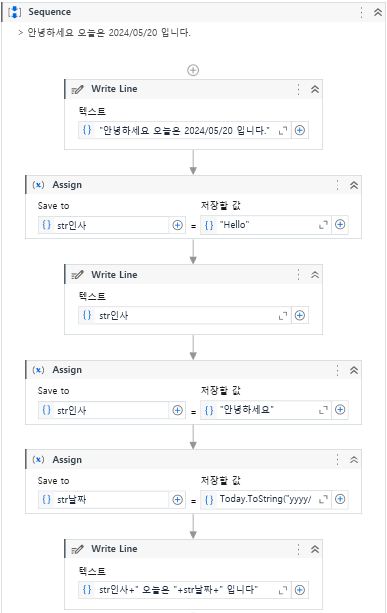 Sequence
> 안녕하세요 오늘은 2024/05/20 입니다.
Write Line
텍스트
"안녕하세요 오늘은 2024/05/20 입니다."
Assign
Save to 저장할 값
str인사 = "Hello"
Write Line
텍스트
str인사
Assign
Save to 저장할 값
str인사 = "안녕하세요"
Assign
Save to 저장할 값
str날짜 = Today.ToString("yyyy/
Write Line
텍스트
str인사+" 오늘은 "+str날짜+" 입니다"